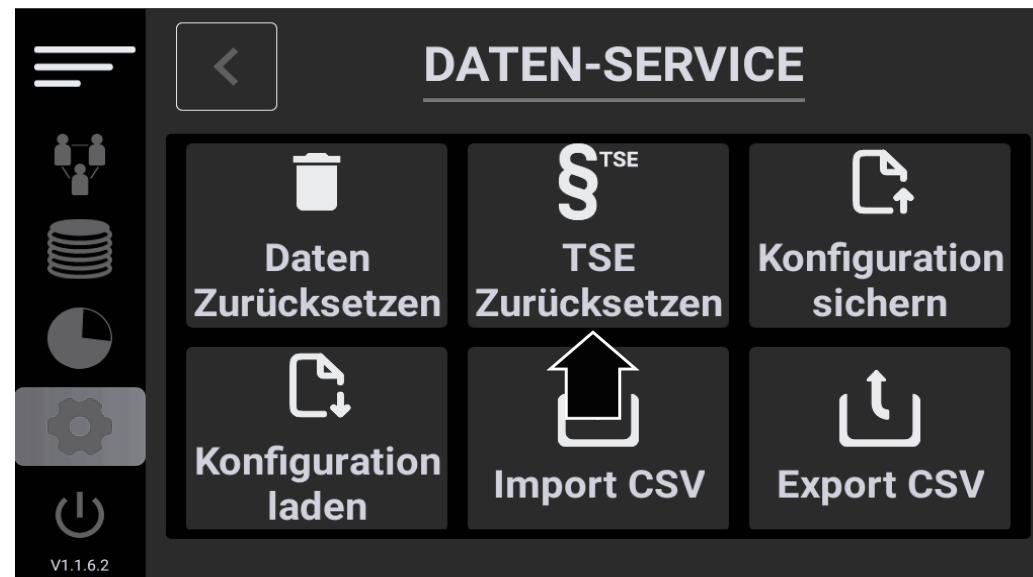 DATEN-SERVICE
§TSE
Daten
Zurücksetzen
TSE
Zurücksetzen
Konfiguration
sichern
Konfiguration
laden
Import CSV
Export CSV
V1.1.6.2